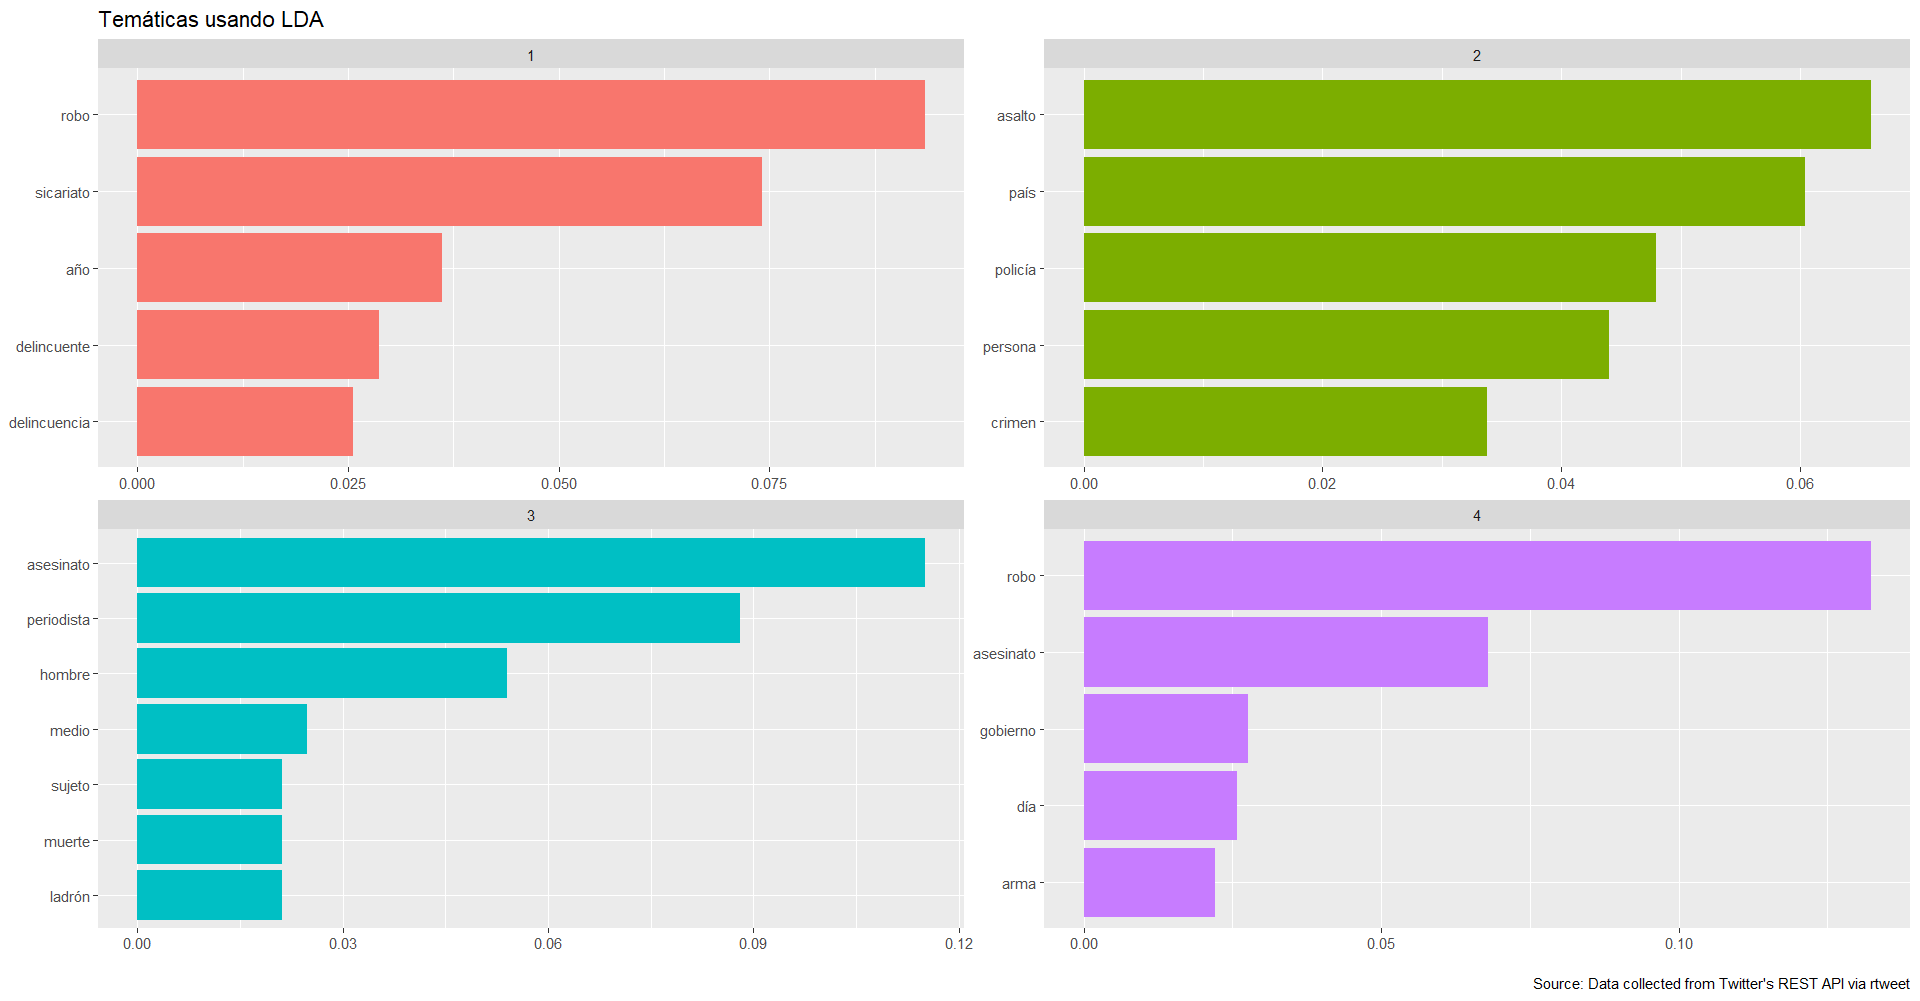 Temáticas usando LDA
1
robo
sicariato
año
delincuente
delincuencia
0.000 0.025 0.050 0.075
2
asalto
país
policía
persona
crimen
0.00 0.02 0.04 0.06
3
asesinato
periodista
hombre
medio
sujeto
muerte
ladrón
0.00 0.03 0.06 0.09 0.12
4
robo
asesinato
gobierno
día
arma
0.00 0.05 0.10
Source: Data collected from Twitter's REST API via rtweet